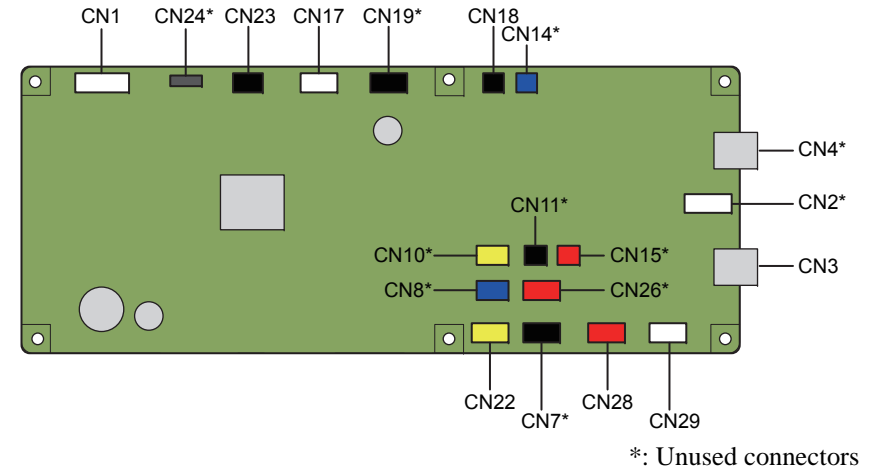 CN1
CN24*
CN23
CN17
CN19*
CN18
CN14*
CN4*
CN2*
CN11*
CN10*
CN15*
CN3
CN8*
CN26*
CN22
CN7*
CN28
CN29
*: Unused connectors